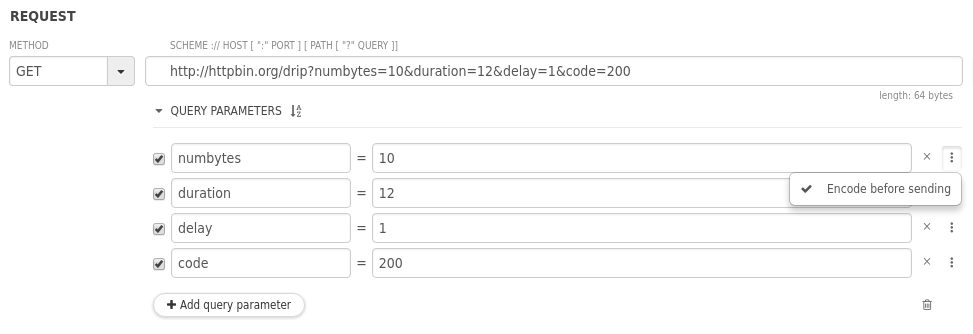 REQUEST
METHOD
SCHEME :// HOST [ ":" PORT ] [ PATH [ "?" QUERY ]]
GET
http://httpbin.org/drip?numbytes=10&duration=12&delay=1&code=200
length: 64 bytes
QUERY PARAMETERS
numbytes = 10 ×
duration = 12
Encode before sending
delay = 1 ×
code = 200 ×
Add query parameter